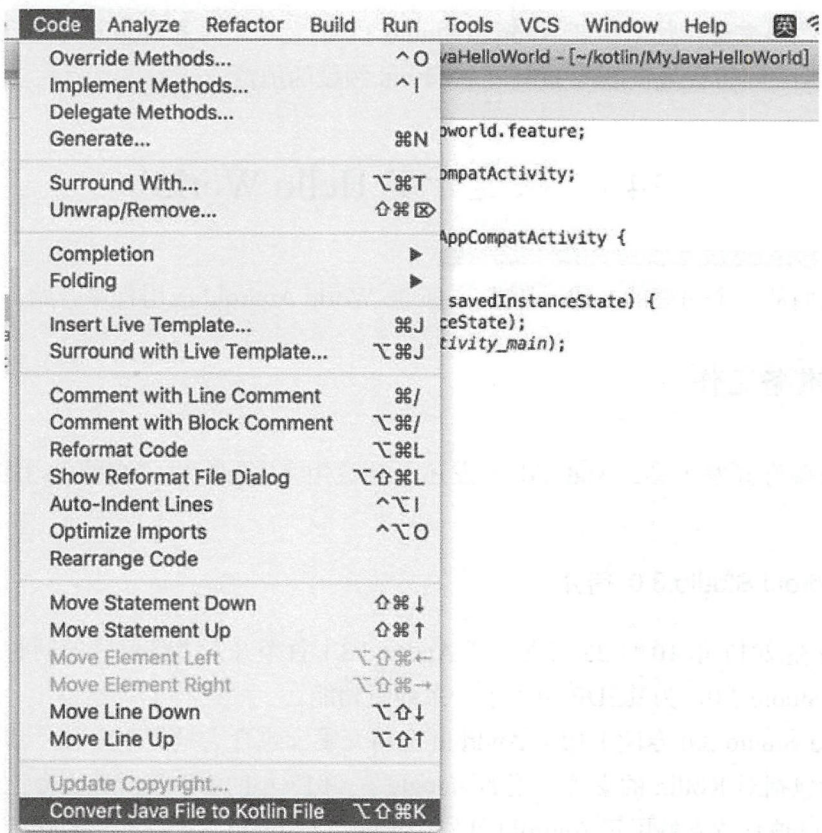 Code Analyze Refactor Build Run Tools VCS Window Help 英
Override Methods... ^O
Implement Methods... ^I
Delegate Methods...
Generate... ⌘N
Surround With... ⌥⌘T
Unwrap/Remove... ⇧⌘⌦
Completion ▶
Folding ▶
Insert Live Template... ⌘J
Surround with Live Template... ⌥⌘J
Comment with Line Comment ⌘/
Comment with Block Comment ⌥⌘/
Reformat Code ⌥⌘L
Show Reformat File Dialog ⌥⇧⌘L
Auto-Indent Lines ^⌥I
Optimize Imports ^⌥O
Rearrange Code
Move Statement Down ⇧⌘↓
Move Statement Up ⇧⌘↑
Move Element Left ⌥⇧⌘←
Move Element Right ⌥⇧⌘→
Move Line Down ⌥⇧↓
Move Line Up ⌥⇧↑
Update Copyright...
Convert Java File to Kotlin File ⌥⇧⌘K
vaHelloWorld - [~/kotlin/MyJavaHelloWorld]
oworld.feature;
ompatActivity;
AppCompatActivity {
savedInstanceState) {
ceState);
tivity_main);